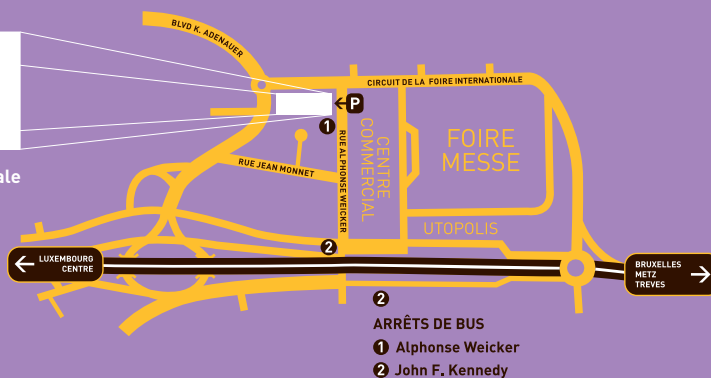 BLVD K. ADENAUER
CIRCUIT DE LA FOIRE INTERNATIONALE
P
1
RUE ALPHONSE WEICKER
CENTRE
COMMERCIAL
FOIRE
MESSE
RUE JEAN MONNET
ale
UTOPOLIS
2
← LUXEMBOURG
CENTRE
BRUXELLES
METZ
TREVES →
2
ARRÊTS DE BUS
1 Alphonse Weicker
2 John F. Kennedy